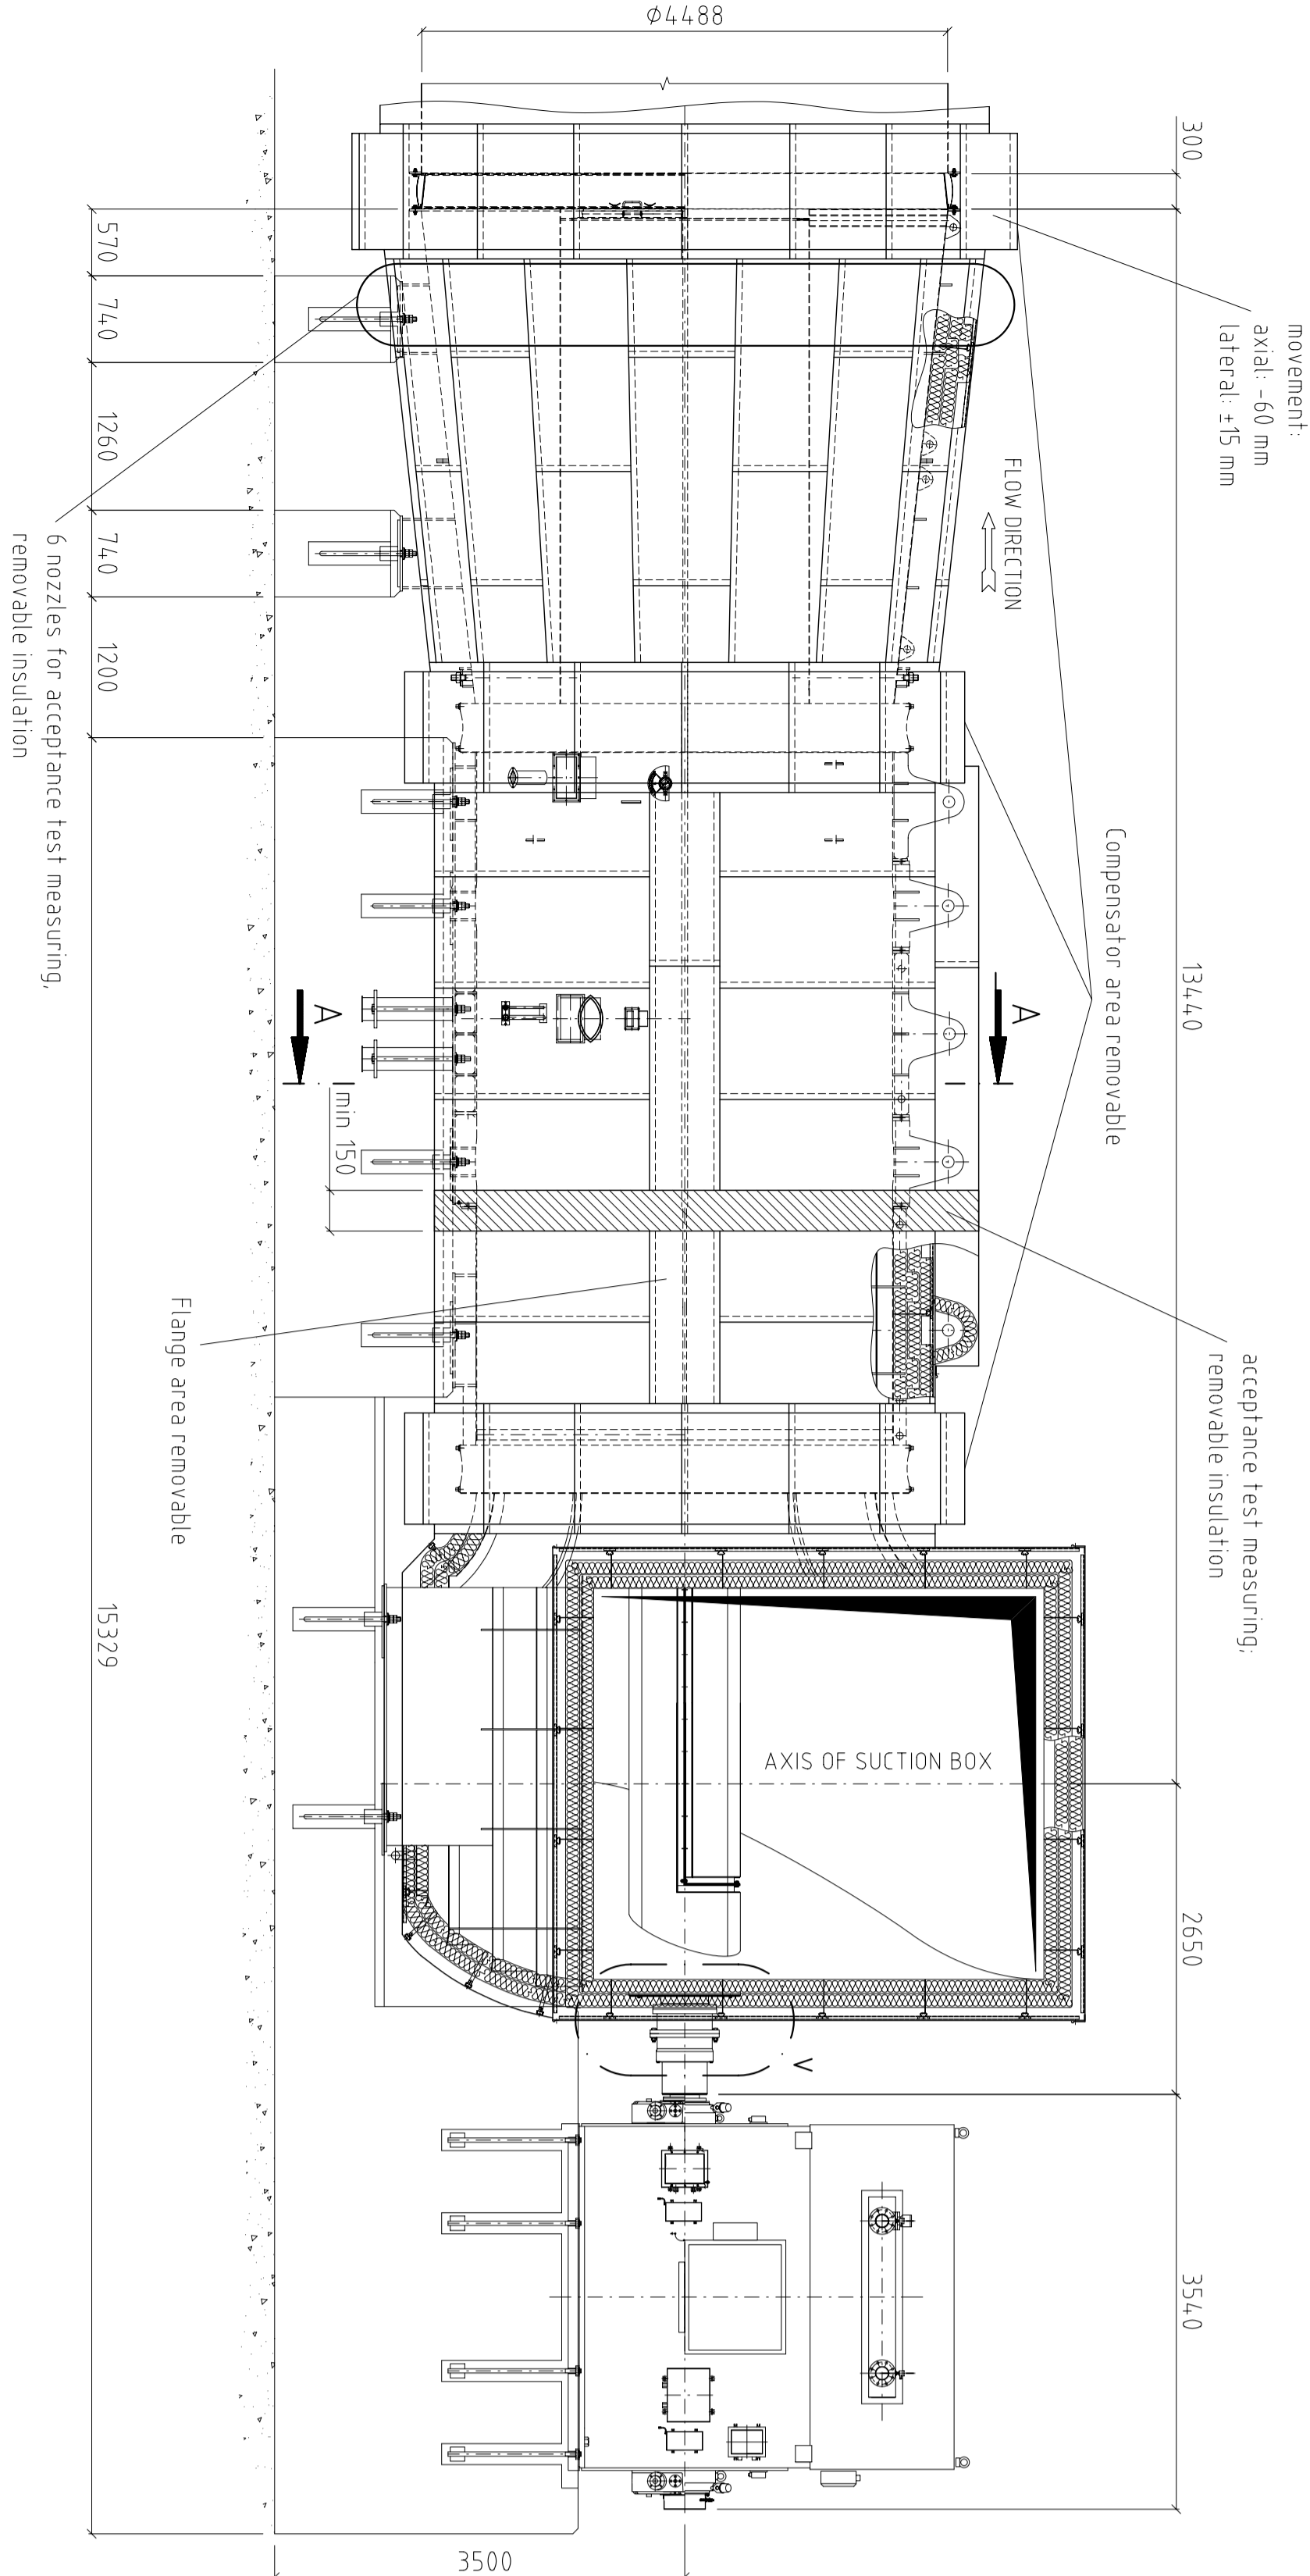 Ø4488
300
movement:
axial: -60 mm
lateral: ±15 mm
570
740
1260
740
1200
FLOW DIRECTION
6 nozzles for acceptance test measuring,
removable insulation
Compensator area removable
13440
A
A
min 150
acceptance test measuring;
removable insulation
Flange area removable
15329
AXIS OF SUCTION BOX
2650
V
3540
3500